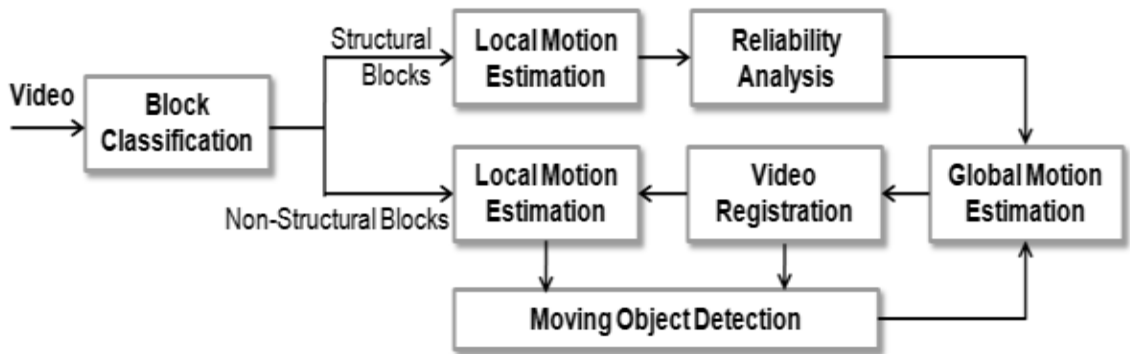 Video
Block
Classification
Structural
Blocks
Non-Structural Blocks
Local Motion
Estimation
Reliability
Analysis
Local Motion
Estimation
Video
Registration
Global Motion
Estimation
Moving Object Detection